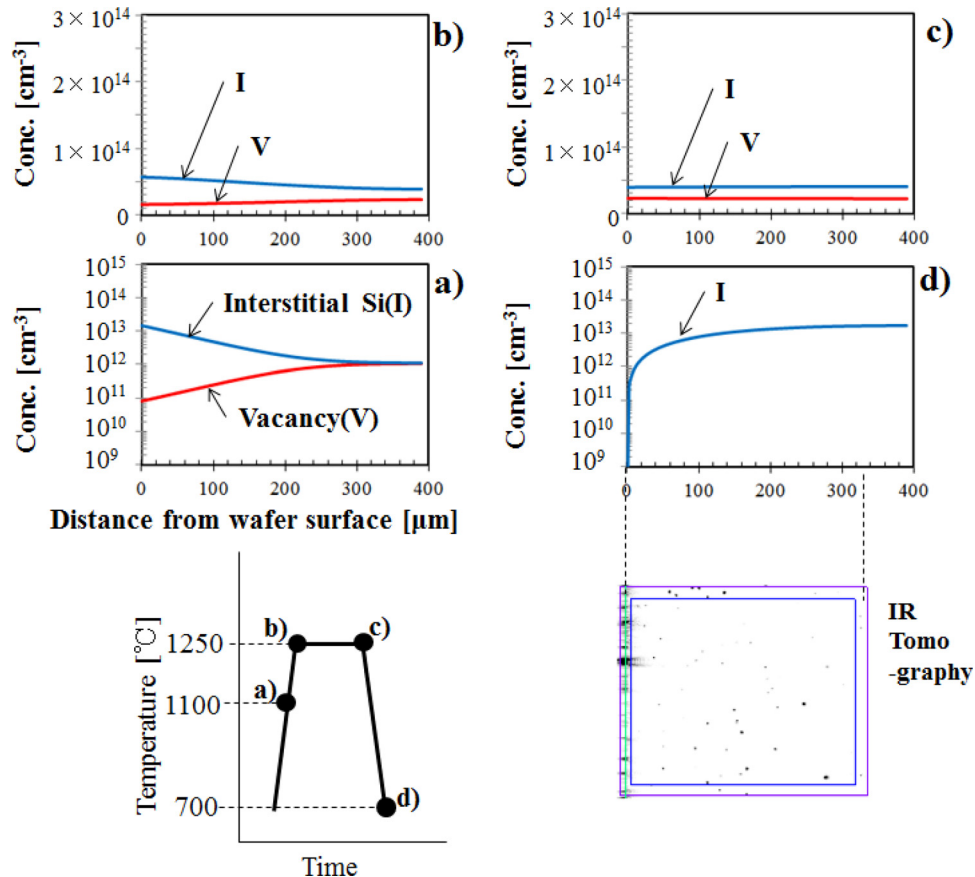 b)
Conc. [cm-3]
3×10^14
2×10^14
1×10^14
0
I
V
0 100 200 300 400
c)
Conc. [cm-3]
3×10^14
2×10^14
1×10^14
0
I
V
0 100 200 300 400
a)
Conc. [cm-3]
10^15
10^14
10^13
10^12
10^11
10^10
10^9
Interstitial Si(I)
Vacancy(V)
0 100 200 300 400
Distance from wafer surface [μm]
d)
Conc. [cm-3]
10^15
10^14
10^13
10^12
10^11
10^10
10^9
I
0 100 200 300 400
Temperature [℃]
1250
1100
700
b)
c)
a)
d)
Time
IR
Tomo
-graphy